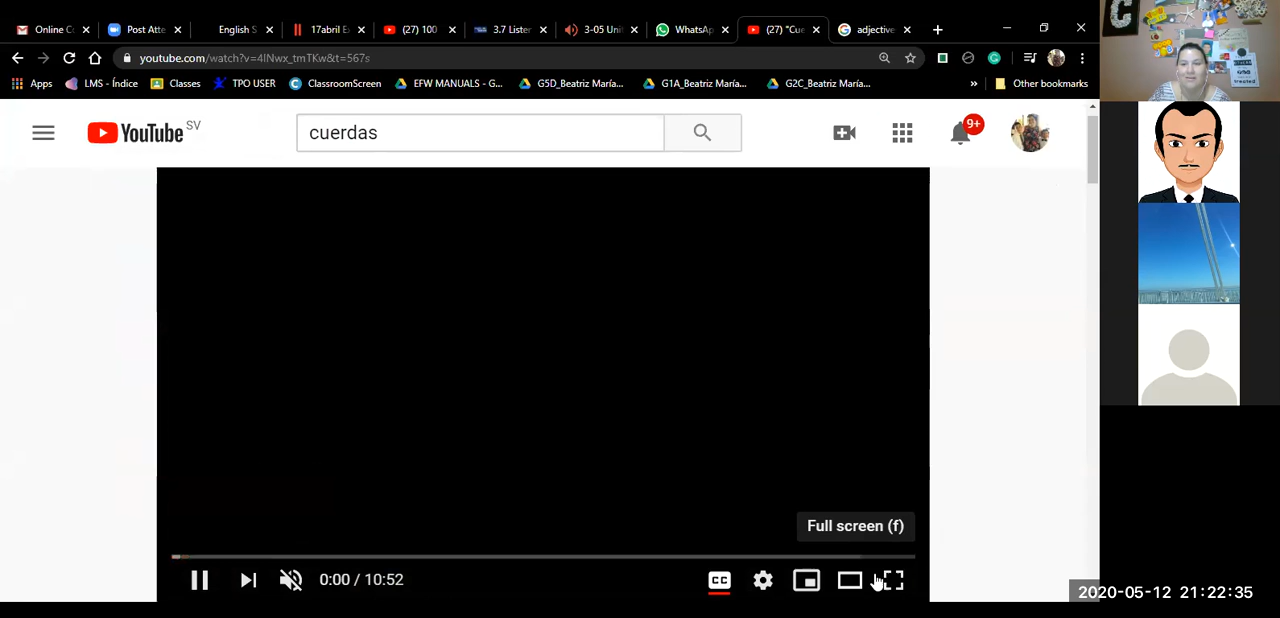 Online C Post Atte English S 17abril E (27) 100 3.7 Lister 3-05 Uni WhatsAp (27) "Cue adjective
youtube.com/watch?v=4INwx_tmTKw&t=567s
Apps LMS - Índice Classes TPO USER ClassroomScreen EFW MANUALS - G... G5D_Beatriz María... G1A_Beatriz María... G2C_Beatriz María... » Other bookmarks
YouTube SV cuerdas 9+
C
Full screen (f)
0:00 / 10:52 CC
2020-05-12 21:22:35